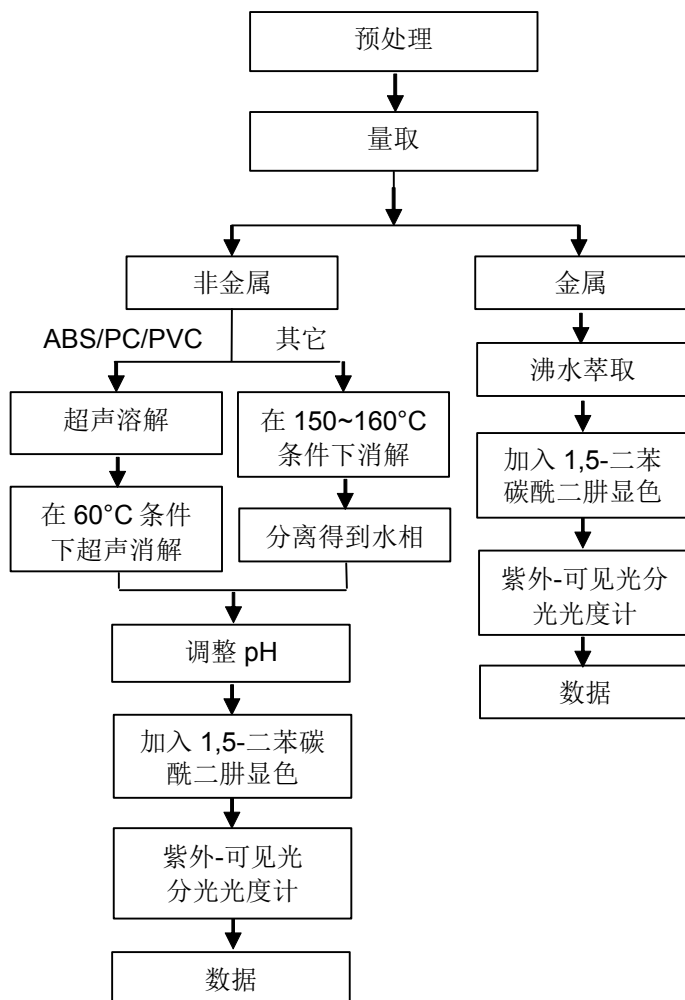 预处理
量取
非金属
金属
ABS/PC/PVC
其它
沸水萃取
超声溶解
在 150~160°C
条件下消解
加入 1,5-二苯
碳酰二肼显色
在 60°C 条件
下超声消解
分离得到水相
紫外-可见光分
光光度计
调整 pH
数据
加入 1,5-二苯碳
酰二肼显色
紫外-可见光
分光光度计
数据